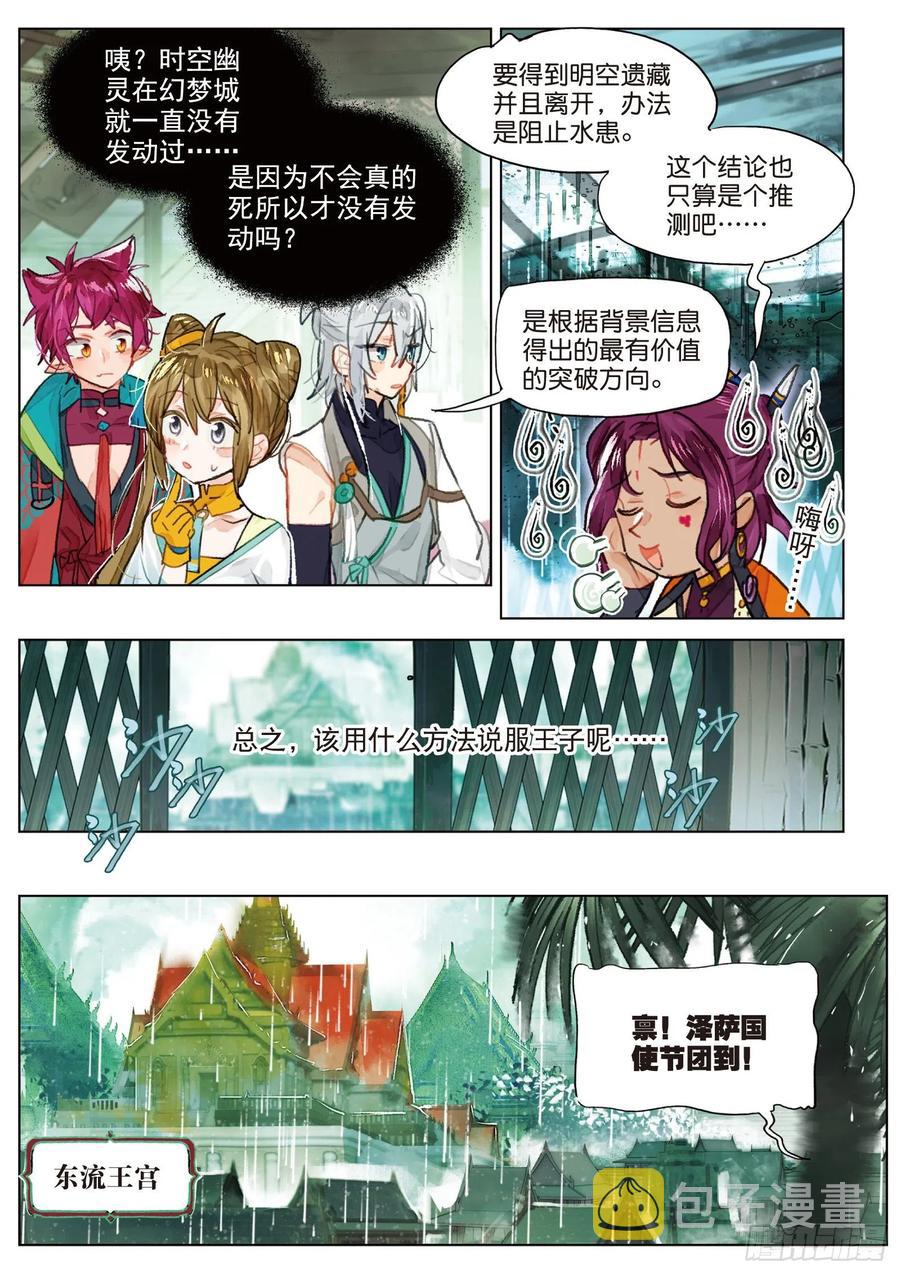 咦？时空幽
灵在幻梦城
就一直没有
发动过……
是因为不会真的
死所以才没有发
动吗？
要得到明空遗藏
并且离开，办法
是阻止水患。
这个结论也
只算是个推
测吧……
是根据背景信息
得出的最有价值
的突破方向。
嗨呀……
总之，该用什么方法说服王子呢……
沙
沙
沙
沙
沙
禀！泽萨国
使节团到！
东流王宫
包子漫畫